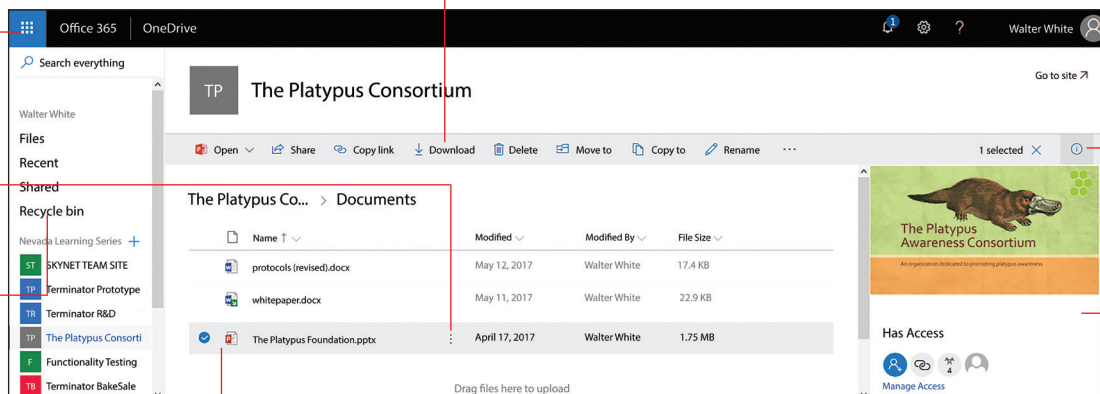 Office 365 OneDrive 1 ? Walter White
Search everything
TP The Platypus Consortium Go to site
Walter White
Files
Recent
Shared
Recycle bin
Nevada Learning Series +
ST SKYNET TEAM SITE
TP Terminator Prototype
TR Terminator R&D
TP The Platypus Consorti
F Functionality Testing
TB Terminator BakeSale
Open Share Copy link Download Delete Move to Copy to Rename ... 1 selected
The Platypus Co... > Documents
Name Modified Modified By File Size
protocols (revised).docx May 12, 2017 Walter White 17.4 KB
whitepaper.docx May 11, 2017 Walter White 22.9 KB
The Platypus Foundation.pptx April 17, 2017 Walter White 1.75 MB
Drag files here to upload
The Platypus
Awareness Consortium
An organization dedicated to promoting platypus awareness
Has Access
4
Manage Access